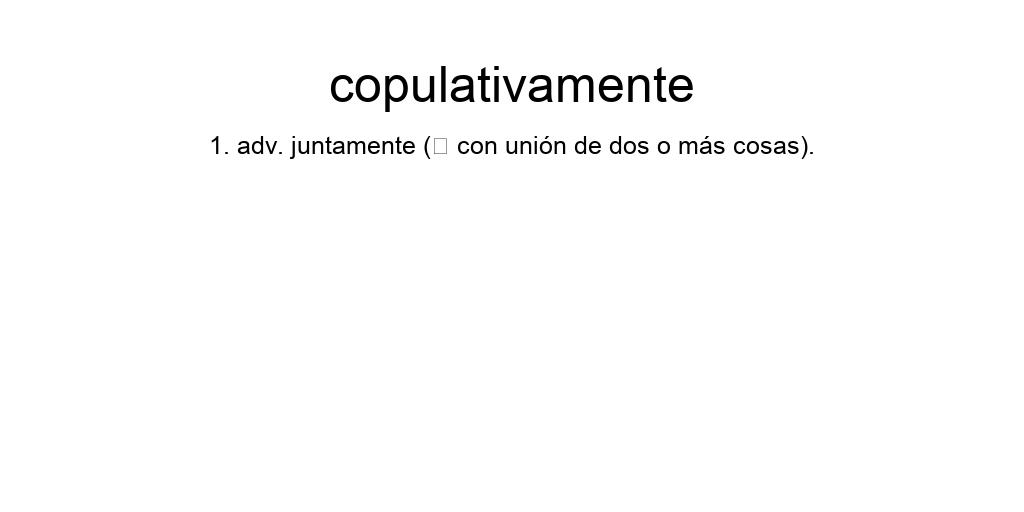 copulativamente
1. adv. juntamente (□ con unión de dos o más cosas).